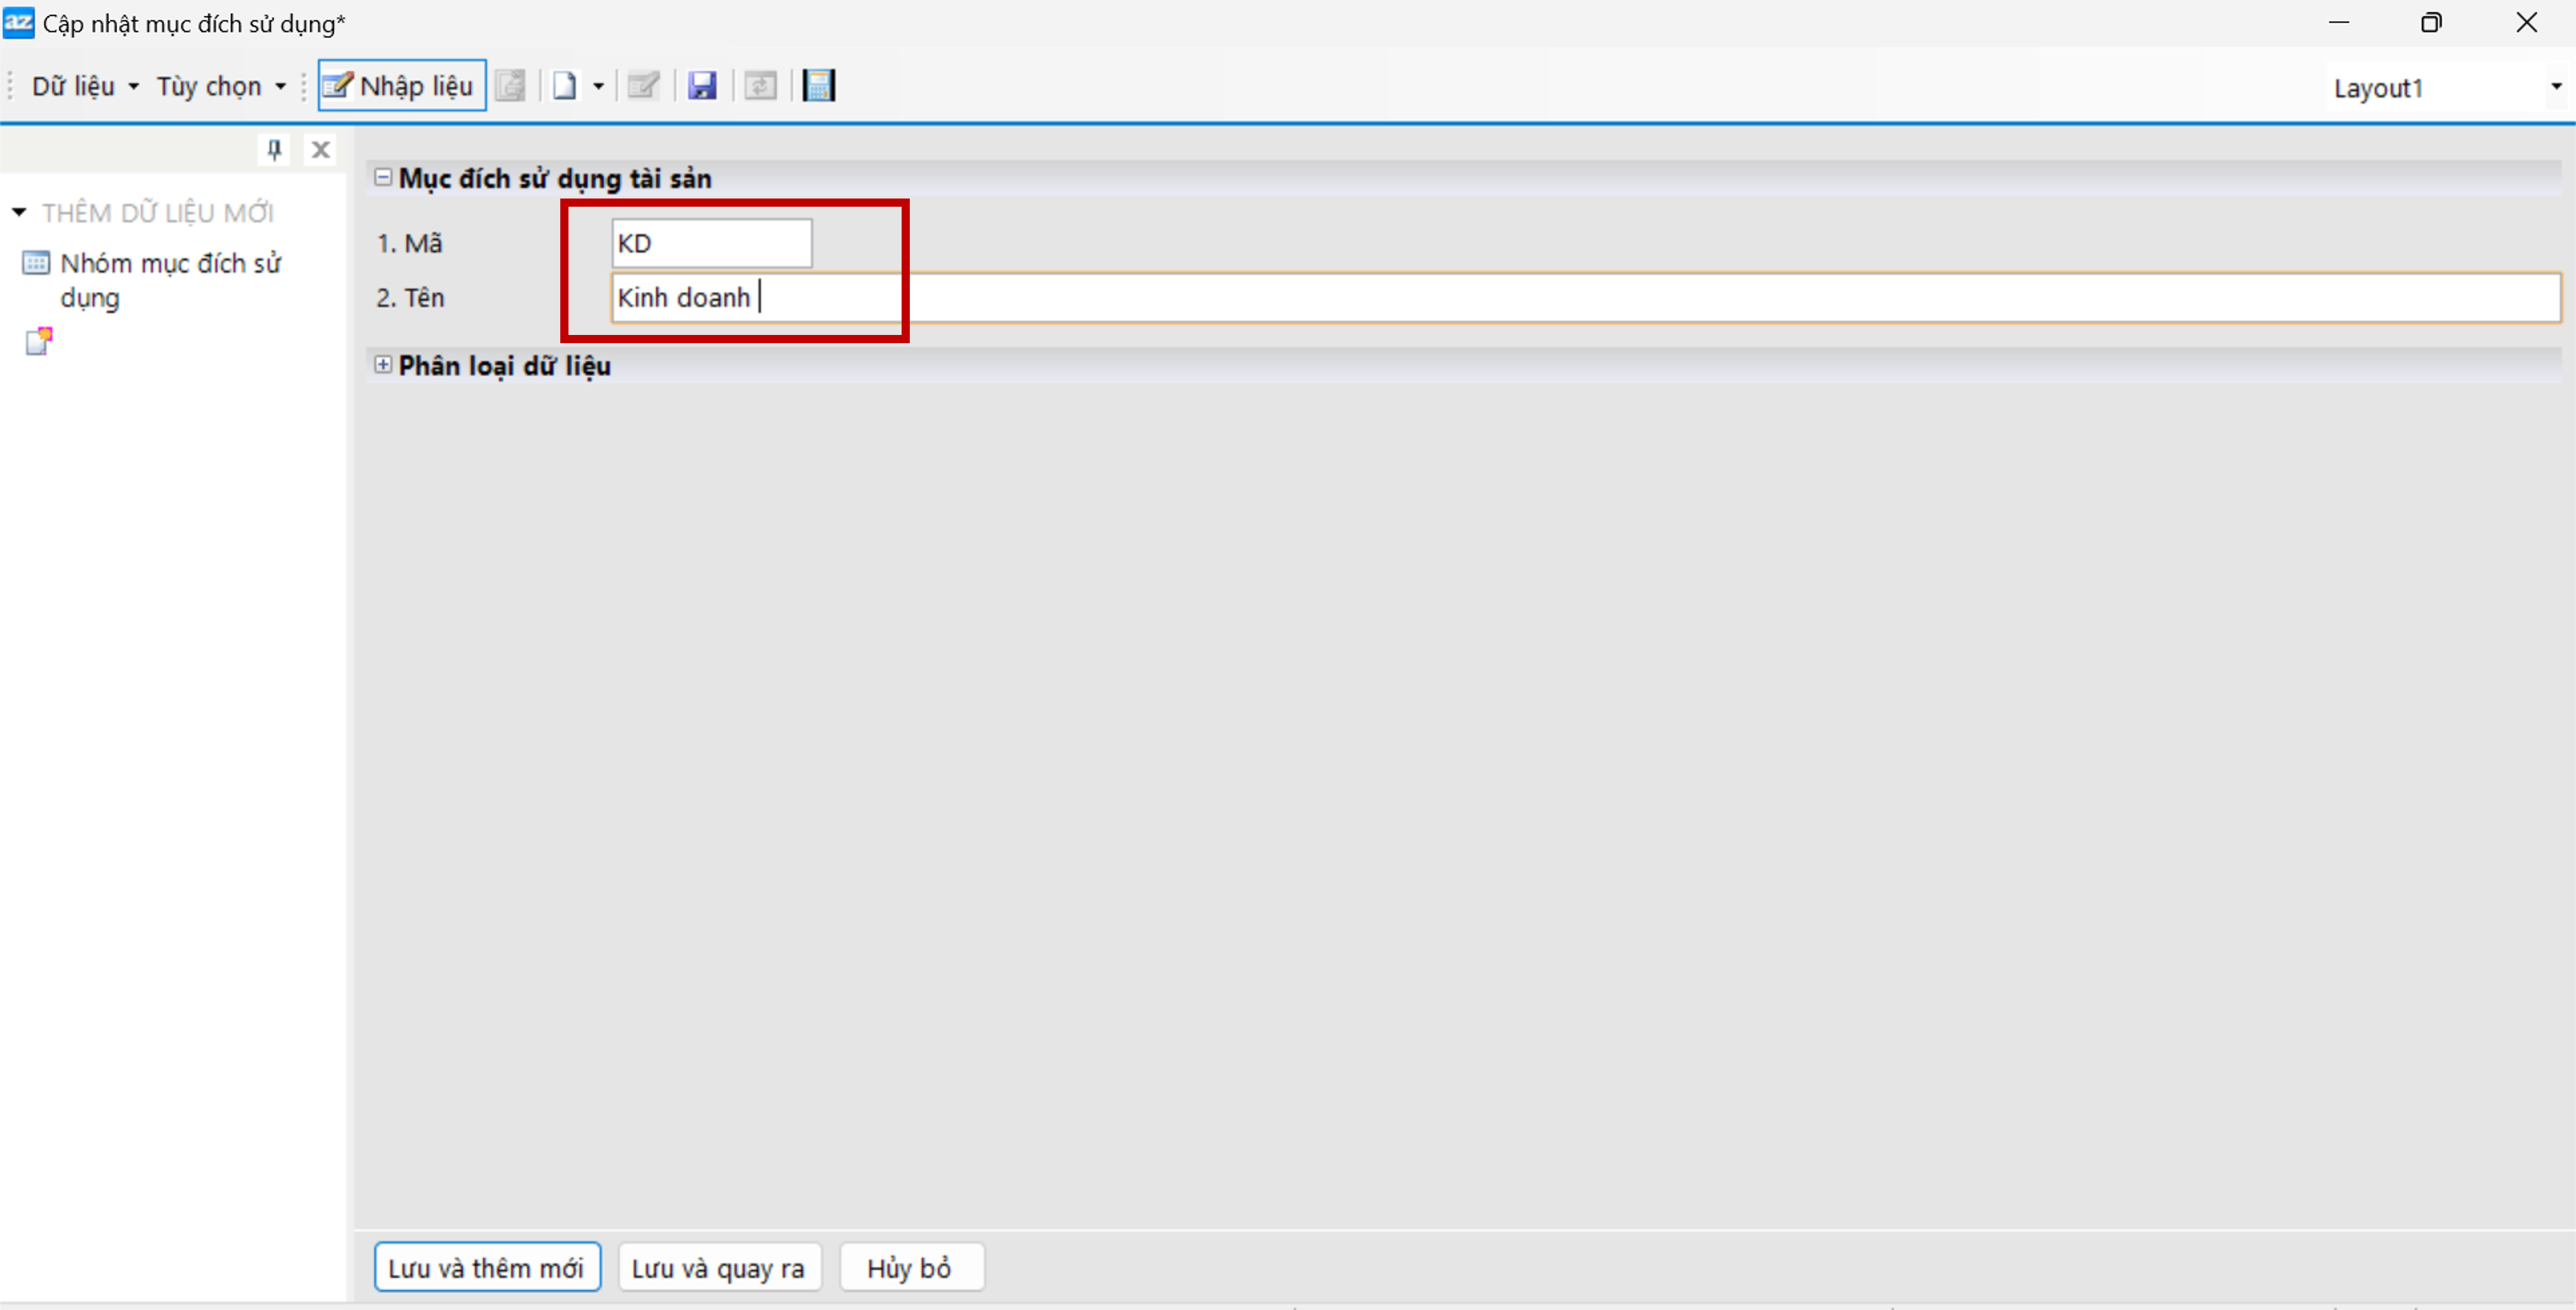 az Cập nhật mục đích sử dụng*
Dữ liệu Tùy chọn Nhập liệu Layout1
THÊM DỮ LIỆU MỚI
Nhóm mục đích sử
dụng
Mục đích sử dụng tài sản
1. Mã KD
2. Tên Kinh doanh
Phân loại dữ liệu
Lưu và thêm mới Lưu và quay ra Hủy bỏ